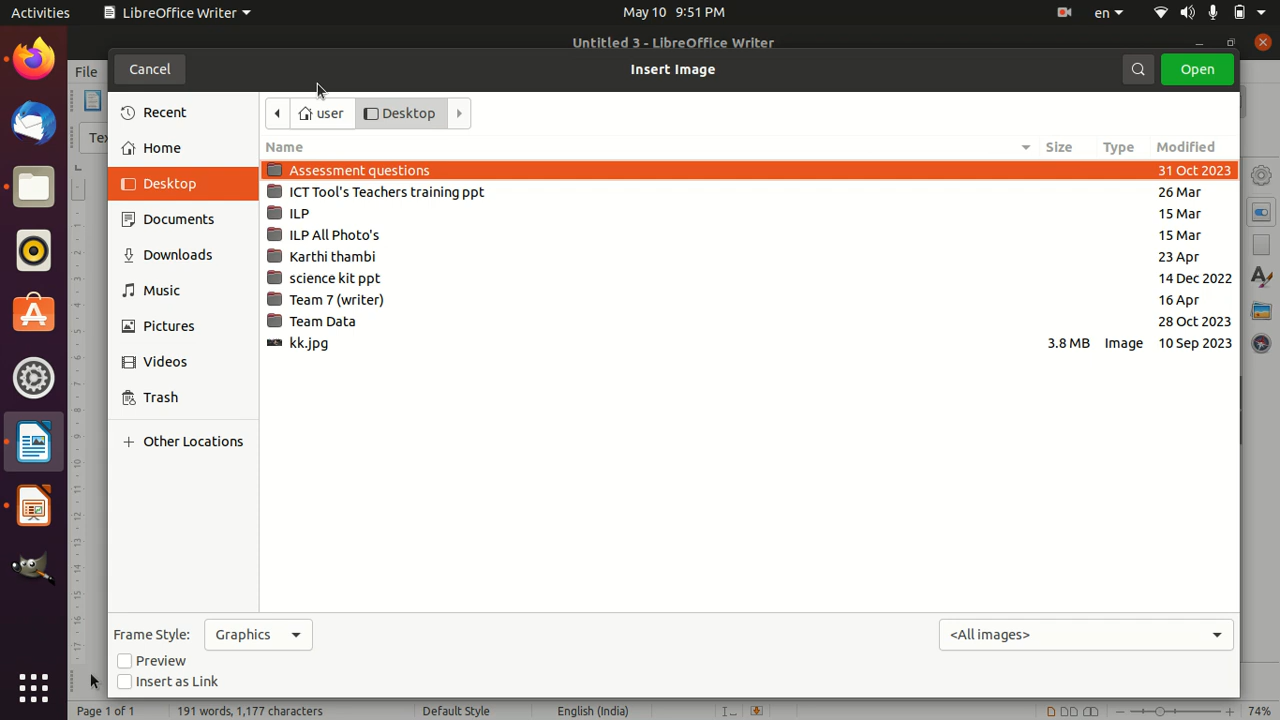 Activities LibreOffice Writer May 10 9:51 PM en
Untitled 3 - LibreOffice Writer
File Cancel Insert Image Open
Recent
Home
Desktop
Documents
Downloads
Music
Pictures
Videos
Trash
+ Other Locations
user Desktop
Name Size Type Modified
Assessment questions 31 Oct 2023
ICT Tool's Teachers training ppt 26 Mar
ILP 15 Mar
ILP All Photo's 15 Mar
Karthi thambi 23 Apr
science kit ppt 14 Dec 2022
Team 7 (writer) 16 Apr
Team Data 28 Oct 2023
kk.jpg 3.8 MB Image 10 Sep 2023
Frame Style: Graphics <All images>
Preview
Insert as Link
Page 1 of 1 191 words, 1,177 characters Default Style English (India) 74%